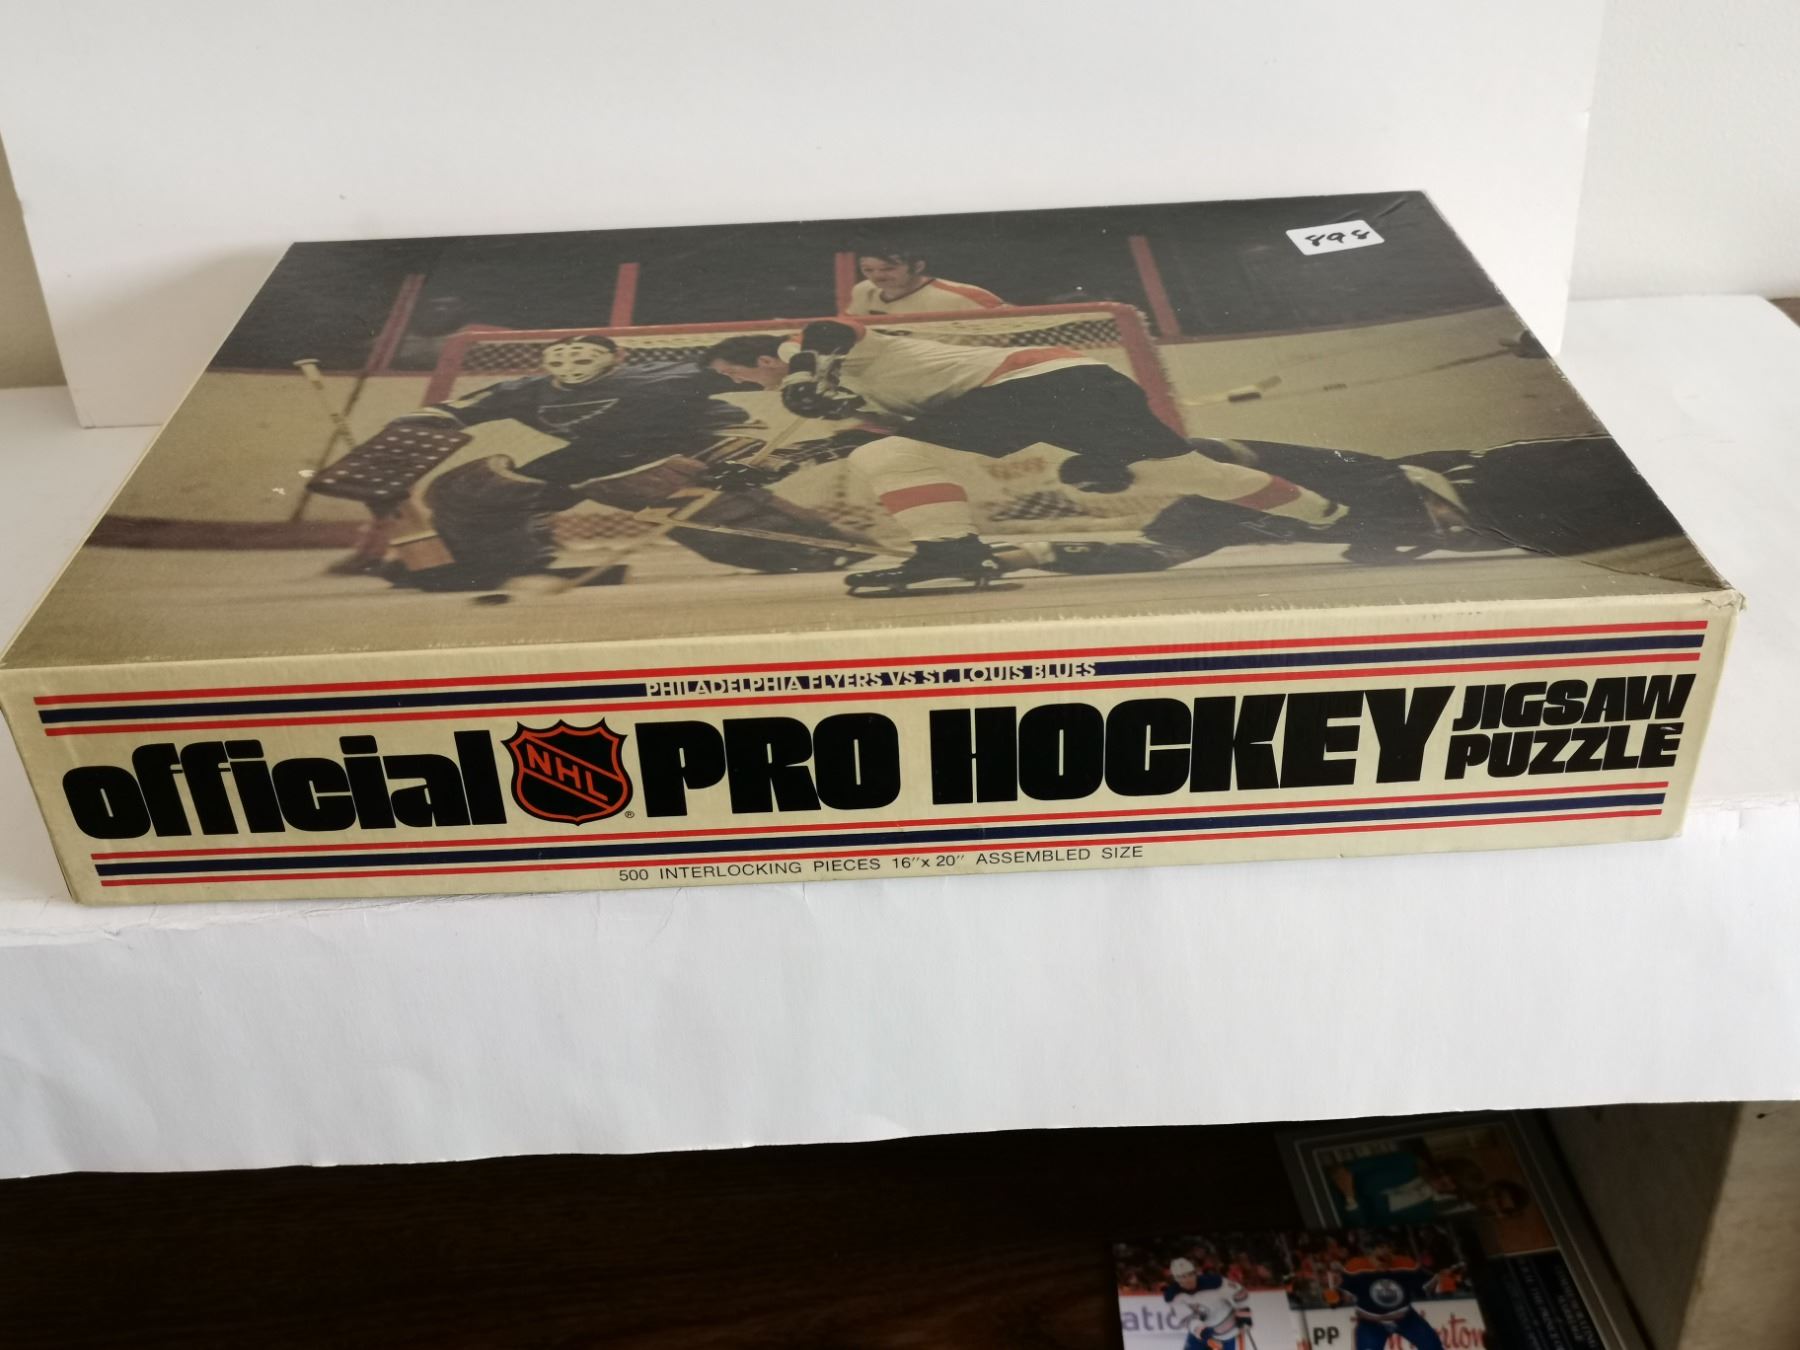 898
PHILADELPHIA FLYERS VS ST. LOUIS BLUES
official NHL ® PRO HOCKEY JIGSAW PUZZLE
500 INTERLOCKING PIECES 16"x 20" ASSEMBLED SIZE
PP